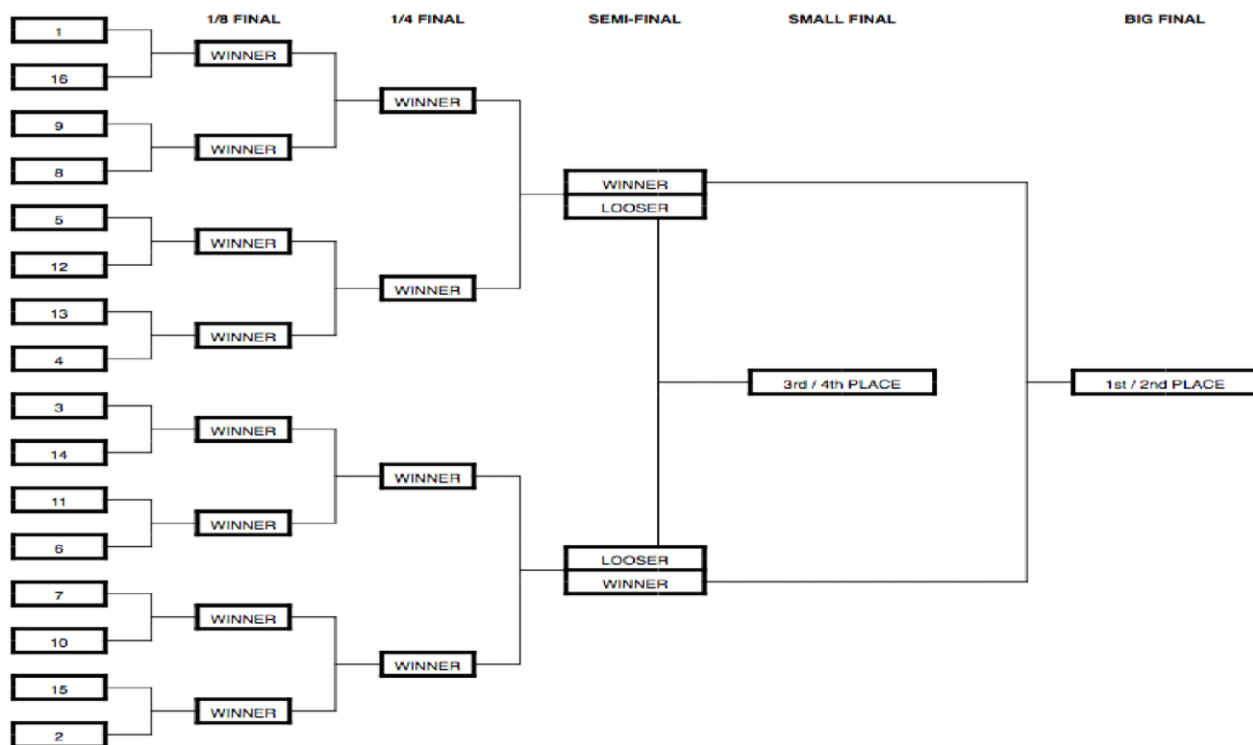 1/8 FINAL 1/4 FINAL SEMI-FINAL SMALL FINAL BIG FINAL
1
WINNER
16
WINNER
9
WINNER
8
WINNER
LOOSER
5
WINNER
12
WINNER
13
WINNER
4
3rd / 4th PLACE 1st / 2nd PLACE
3
WINNER
14
WINNER
11
WINNER
6
LOOSER
WINNER
7
WINNER
10
WINNER
15
WINNER
2